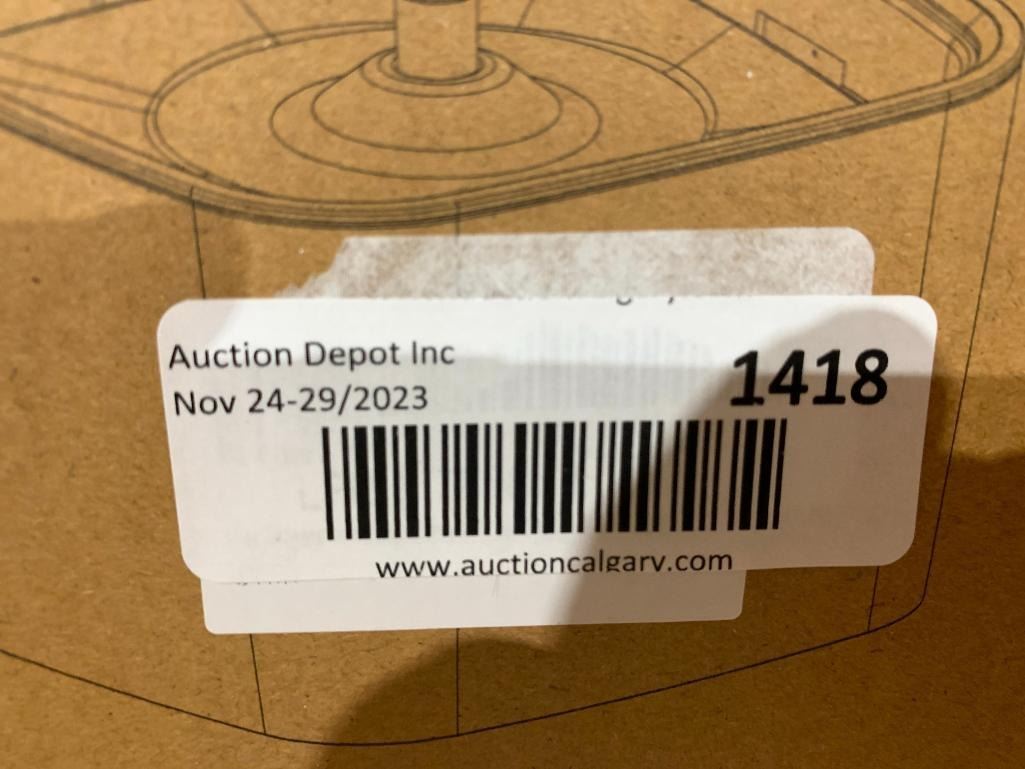 Auction Depot Inc
Nov 24-29/2023
1418
www.auctioncalgary.com